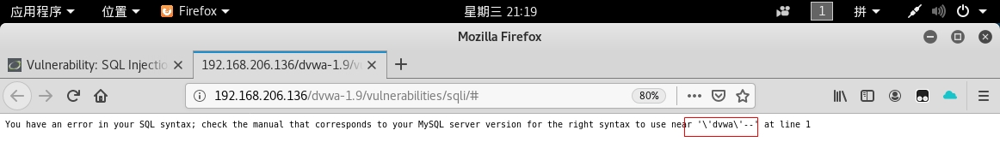 应用程序 位置 Firefox 星期三 21:19 1 拼
Mozilla Firefox
Vulnerability: SQL Injectio 192.168.206.136/dvwa-1.9/v
192.168.206.136/dvwa-1.9/vulnerabilities/sqli/# 80%
You have an error in your SQL syntax; check the manual that corresponds to your MySQL server version for the right syntax to use near '\'dvwa\'--' at line 1